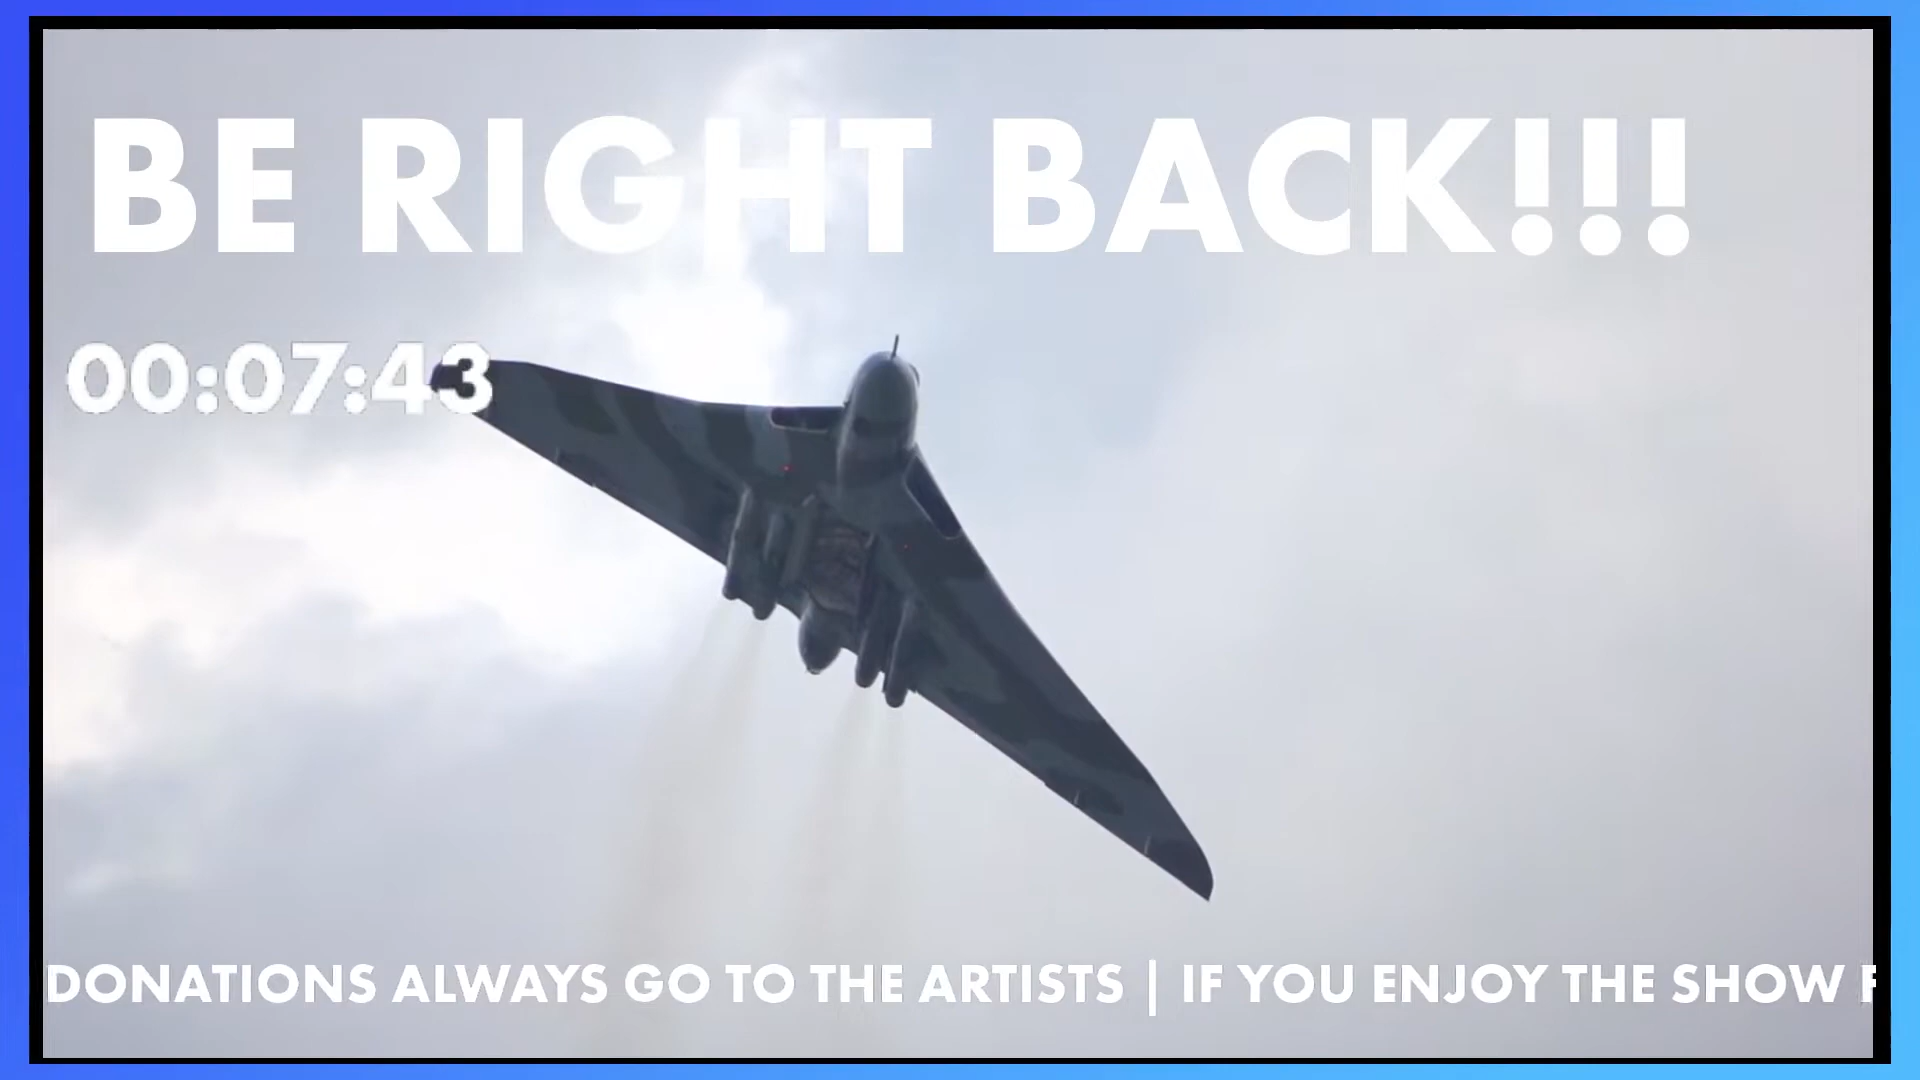 BE RIGHT BACK!!!
00:07:43
DONATIONS ALWAYS GO TO THE ARTISTS | IF YOU ENJOY THE SHOW F